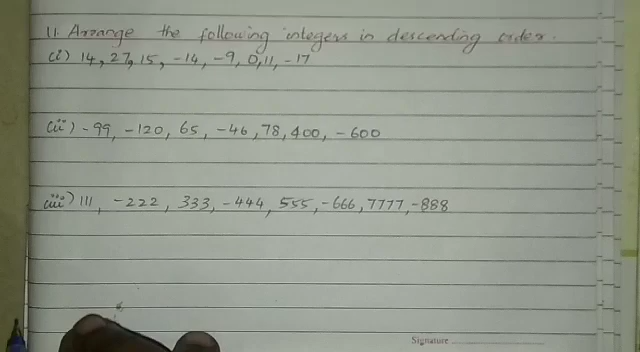 11. Arrange the following integers in descending order.
(i) 14, 27, 15, -14, -9, 0, 11, -17
(ii) -99, -120, 65, -46, 78, 400, -600
(iii) 111, -222, 333, -444, 555, -666, 7777, -888
Signature